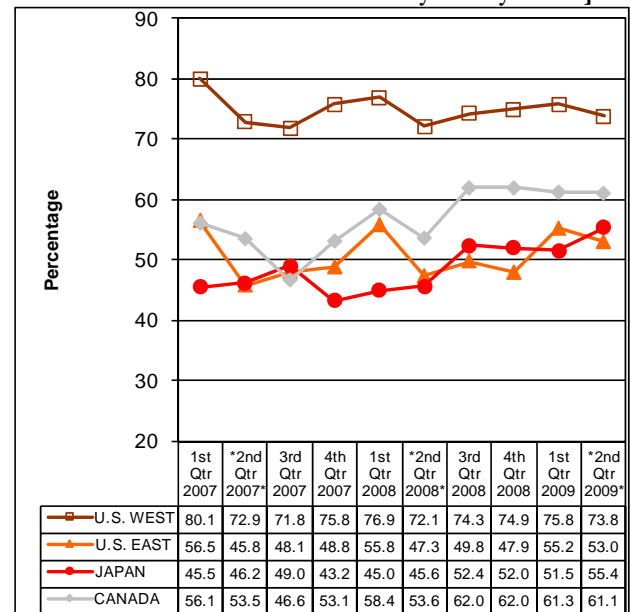 90
80
70
60
50
40
30
20
Percentage
1st Qtr 2007 *2nd Qtr 2007* 3rd Qtr 2007 4th Qtr 2007 1st Qtr 2008 *2nd Qtr 2008* 3rd Qtr 2008 4th Qtr 2008 1st Qtr 2009 *2nd Qtr 2009*
U.S. WEST 80.1 72.9 71.8 75.8 76.9 72.1 74.3 74.9 75.8 73.8
U.S. EAST 56.5 45.8 48.1 48.8 55.8 47.3 49.8 47.9 55.2 53.0
JAPAN 45.5 46.2 49.0 43.2 45.0 45.6 52.4 52.0 51.5 55.4
CANADA 56.1 53.5 46.6 53.1 58.4 53.6 62.0 62.0 61.3 61.1